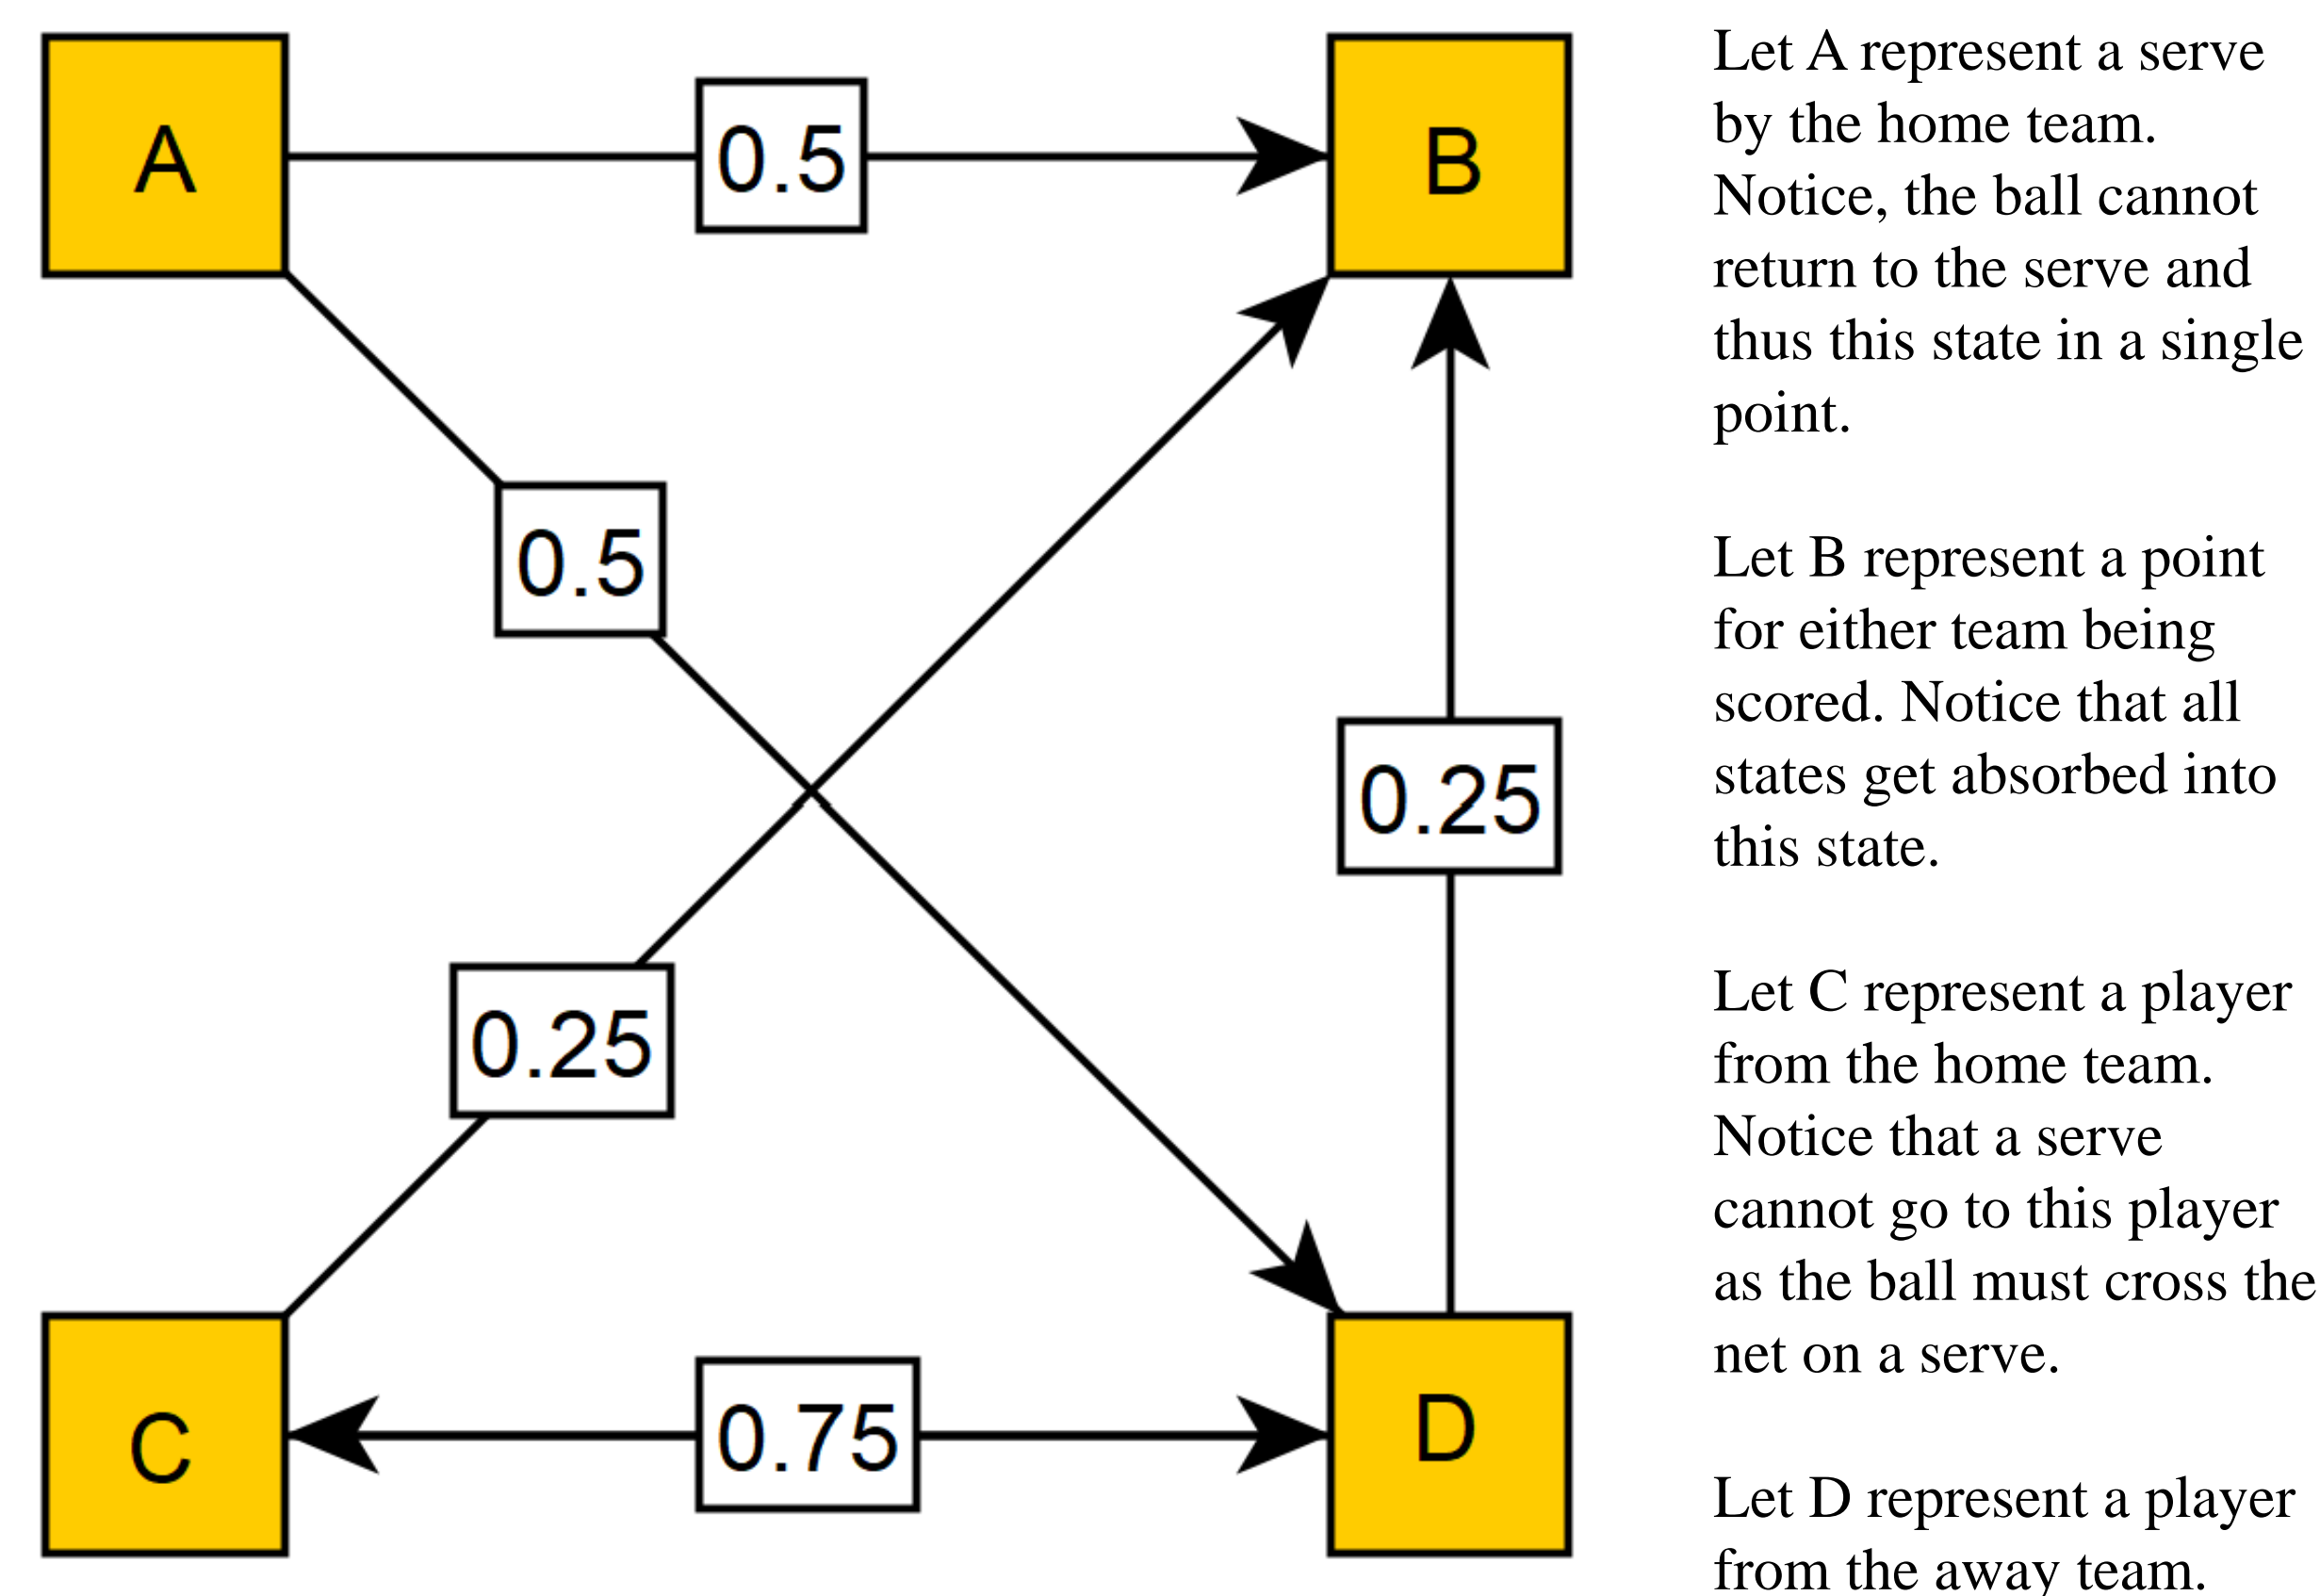 A
0.5
B
0.5
0.25
0.25
C
0.75
D
Let A represent a serve
by the home team.
Notice, the ball cannot
return to the serve and
thus this state in a single
point.
Let B represent a point
for either team being
scored. Notice that all
states get absorbed into
this state.
Let C represent a player
from the home team.
Notice that a serve
cannot go to this player
as the ball must cross the
net on a serve.
Let D represent a player
from the away team.